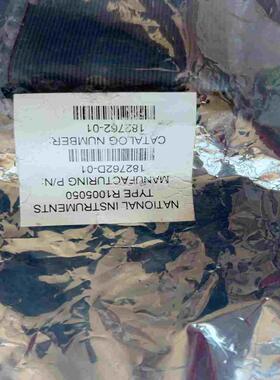 NATIONAL INSTRUMENTS
TYPE R1005050
MANUFACTURING P/N:
182762D-01
CATALOG NUMBER:
182762-01